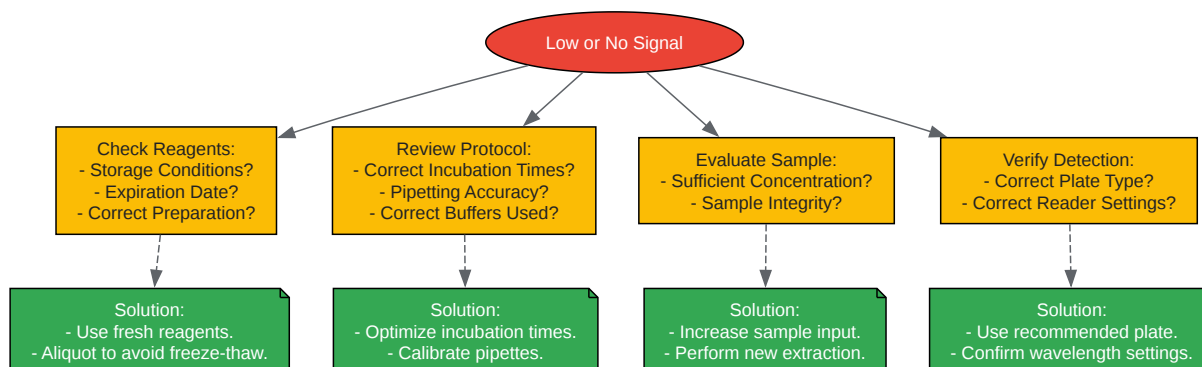 Low or No Signal
Check Reagents:
- Storage Conditions?
- Expiration Date?
- Correct Preparation?
Review Protocol:
- Correct Incubation Times?
- Pipetting Accuracy?
- Correct Buffers Used?
Evaluate Sample:
- Sufficient Concentration?
- Sample Integrity?
Verify Detection:
- Correct Plate Type?
- Correct Reader Settings?
Solution:
- Use fresh reagents.
- Aliquot to avoid freeze-thaw.
Solution:
- Optimize incubation times.
- Calibrate pipettes.
Solution:
- Increase sample input.
- Perform new extraction.
Solution:
- Use recommended plate.
- Confirm wavelength settings.